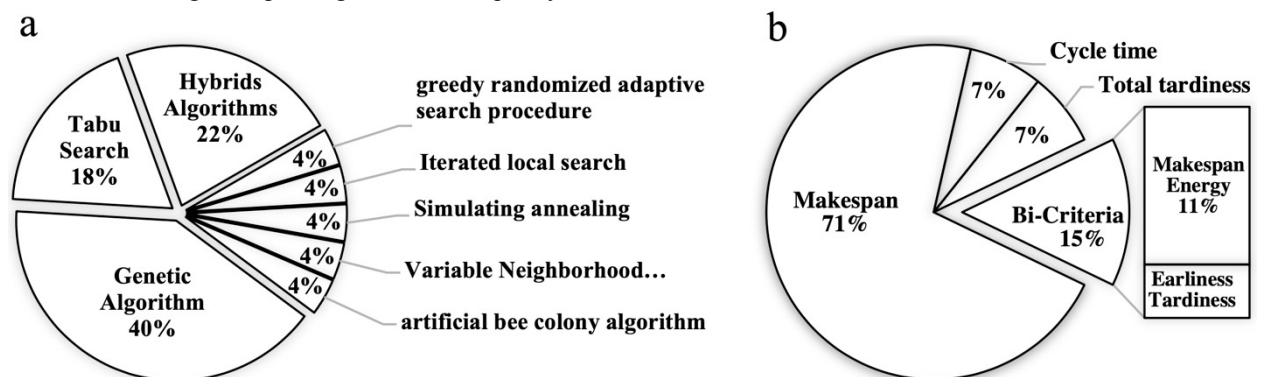 a
Hybrids
Algorithms
22%
Tabu
Search
18%
Genetic
Algorithm
40%
4%
greedy randomized adaptive
search procedure
4%
Iterated local search
4%
Simulating annealing
4%
Variable Neighborhood…
4%
artificial bee colony algorithm
b
Cycle time
7%
Total tardiness
7%
Makespan
71%
Bi-Criteria
15%
Makespan
Energy
11%
Earliness
Tardiness